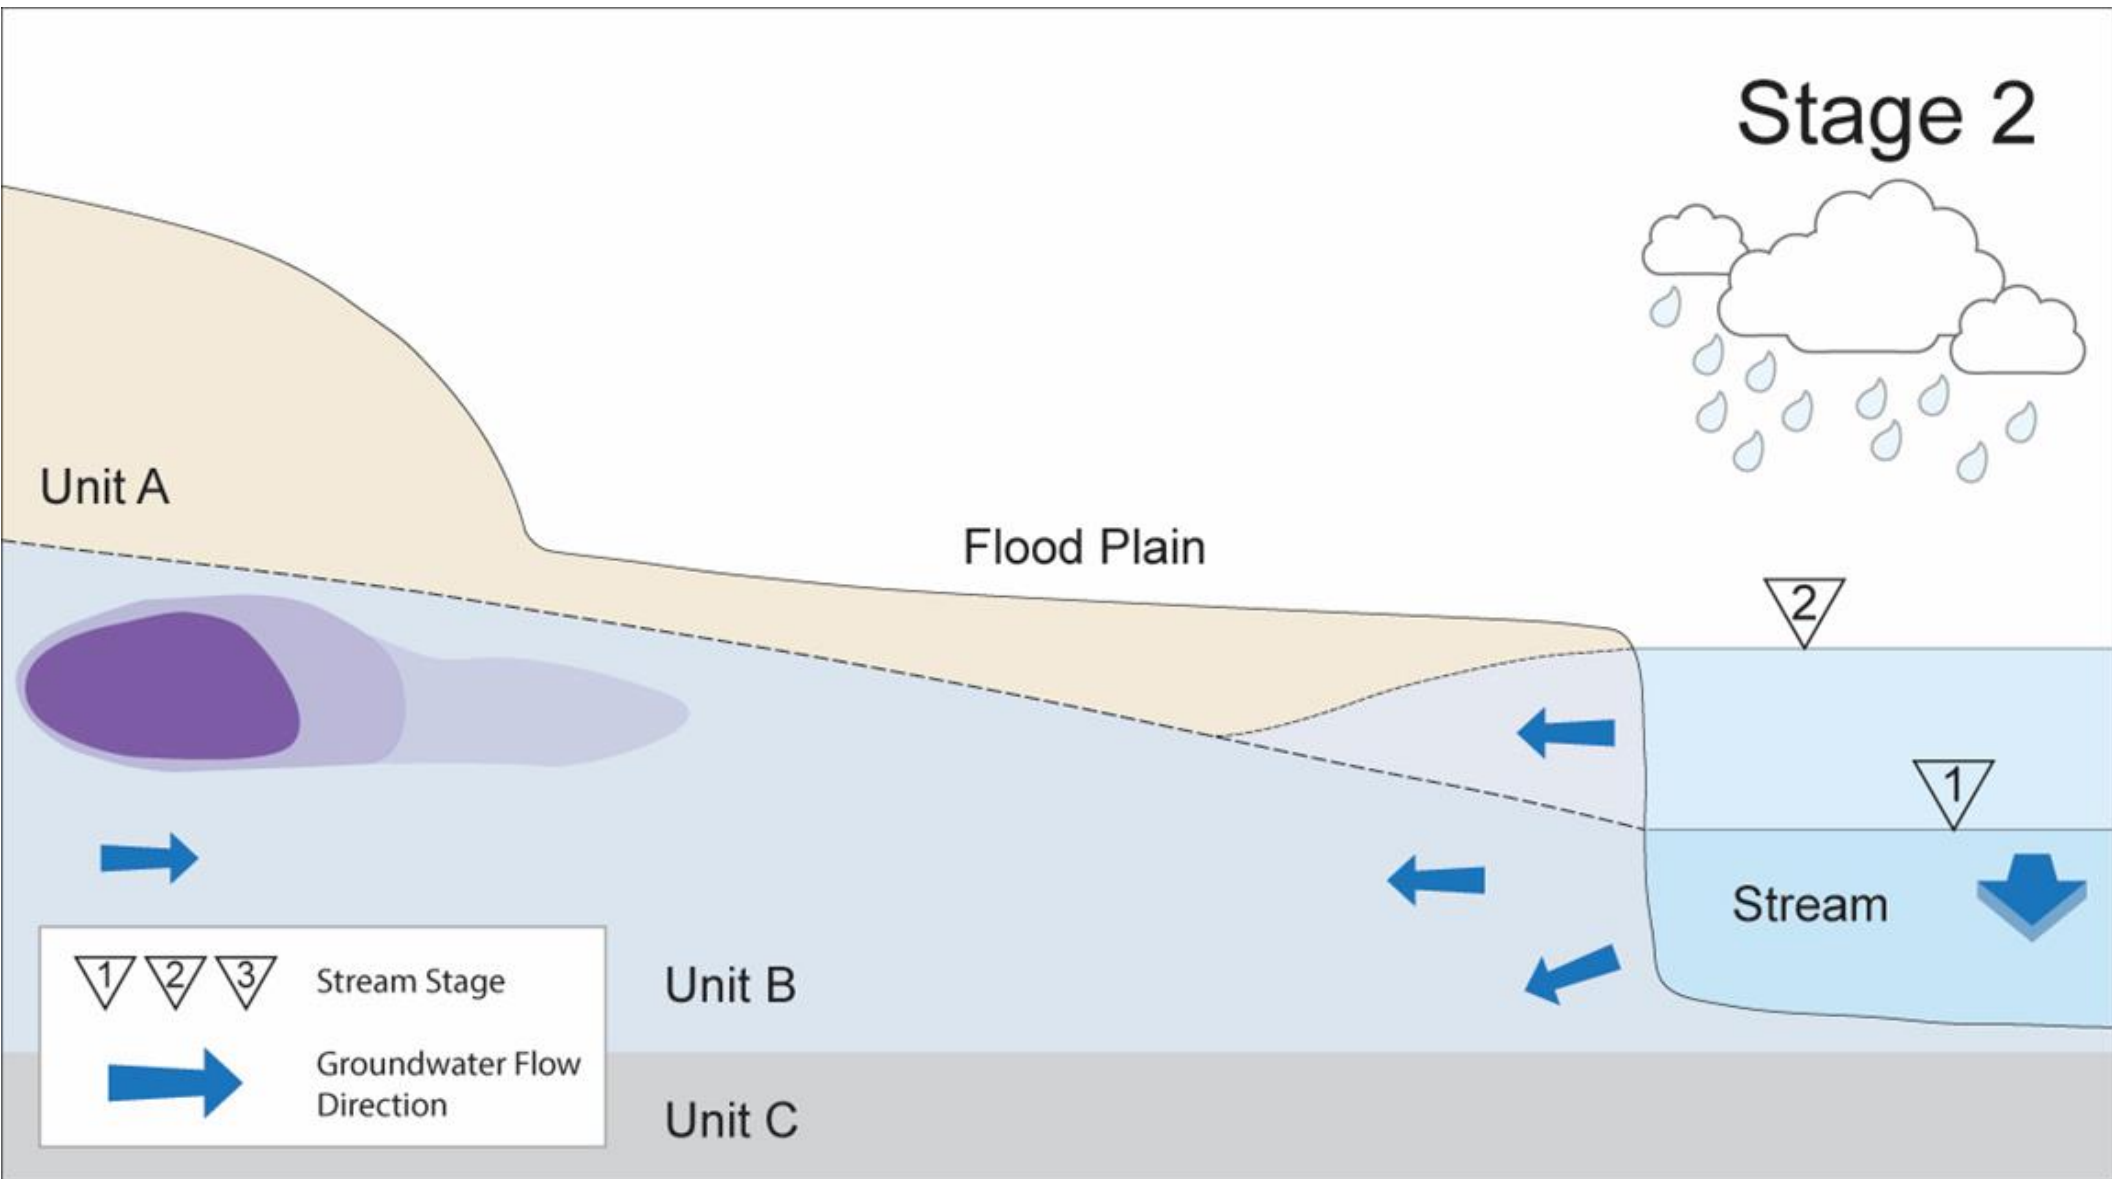 Stage 2
Unit A
Flood Plain
2
1
Stream
1 2 3 Stream Stage
Unit B
Groundwater Flow
Direction
Unit C